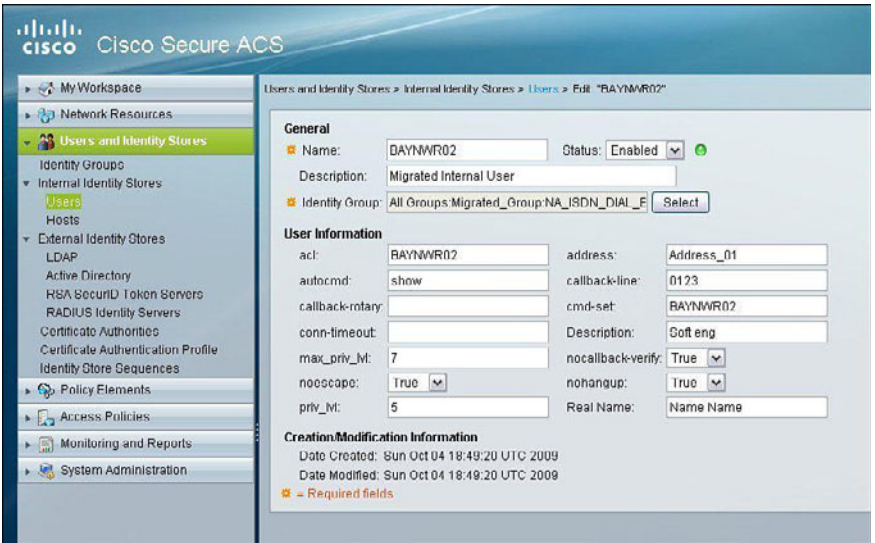 CISCO Cisco Secure ACS
My Workspace
Network Resources
Users and Identity Stores
Identity Groups
Internal Identity Stores
Users
Hosts
External Identity Stores
LDAP
Active Directory
RSA SecurID Token Servers
RADIUS Identity Servers
Certificate Authorities
Certificate Authentication Profile
Identity Store Sequences
Policy Elements
Access Policies
Monitoring and Reports
System Administration
Users and Identity Stores > Internal Identity Stores > Users > Edit: "BAYNWR02"
General
Name: BAYNWR02 Status: Enabled
Description: Migrated Internal User
Identity Group: All Groups:Migrated_Group:NA_ISDN_DIAL_E Select
User Information
acl: BAYNWR02 address: Address_01
autocmd: show callback-line: 0123
callback-rotary: cmd-set: BAYNWR02
conn-timeout: Description: Soft eng
max_priv_lvl: 7 nocallback-verify: True
noescape: True nohangup: True
priv_lvl: 5 Real Name: Name Name
Creation/Modification Information
Date Created: Sun Oct 04 18:49:20 UTC 2009
Date Modified: Sun Oct 04 18:49:20 UTC 2009
= Required fields